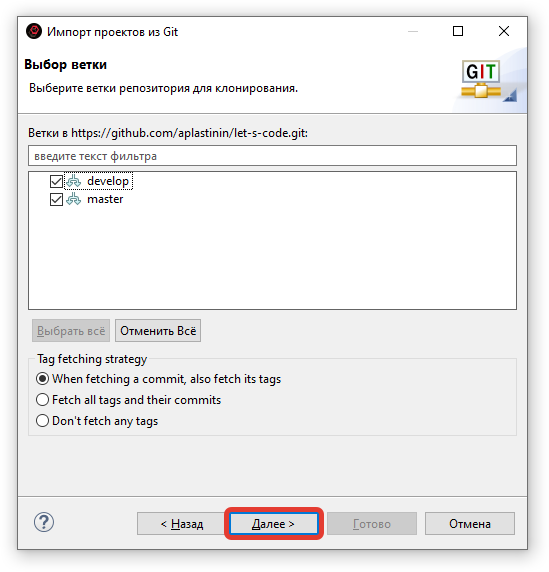 Импорт проектов из Git
Выбор ветки
Выберите ветки репозитория для клонирования.
GIT
Ветки в https://github.com/aplastinin/let-s-code.git:
введите текст фильтра
develop
master
Выбрать всё Отменить Всё
Tag fetching strategy
When fetching a commit, also fetch its tags
Fetch all tags and their commits
Don't fetch any tags
? < Назад Далее > Готово Отмена